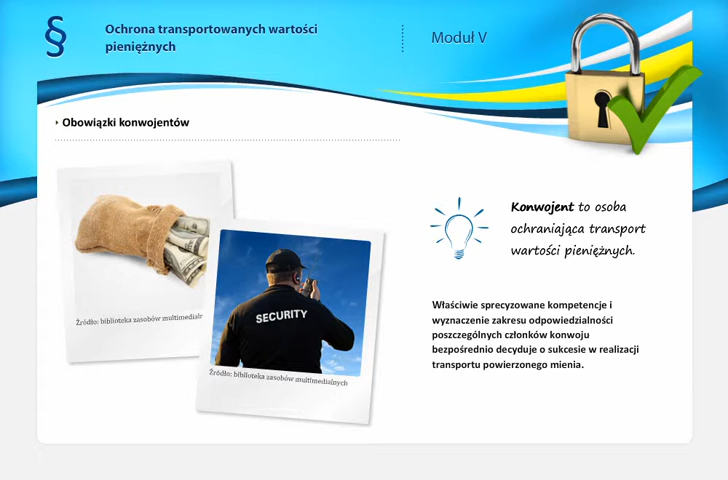 §
Ochrona transportowanych wartości
pieniężnych
Moduł V
Obowiązki konwojentów
Źródło: biblioteka zasobów multimedialr
SECURITY
Źródło: biblioteka zasobów multimedialnych
Konwojent to osoba
ochraniająca transport
wartości pieniężnych.
Właściwie sprecyzowane kompetencje i
wyznaczenie zakresu odpowiedzialności
poszczególnych członków konwoju
bezpośrednio decyduje o sukcesie w realizacji
transportu powierzonego mienia.